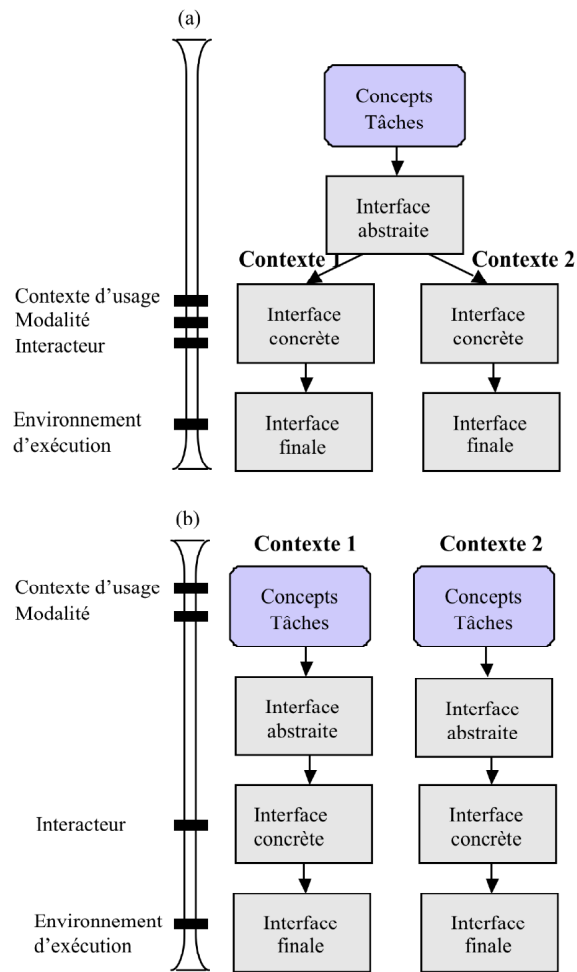 (a)
Concepts
Tâches
Interface
abstraite
Contexte 1
Contexte 2
Contexte d'usage
Modalité
Interacteur
Interface
concrète
Interface
concrète
Environnement
d'exécution
Interface
finale
Interface
finale
(b)
Contexte 1
Contexte 2
Contexte d'usage
Modalité
Concepts
Tâches
Concepts
Tâches
Interface
abstraite
Interface
abstraite
Interacteur
Interface
concrète
Interface
concrète
Environnement
d'exécution
Interface
finale
Interface
finale